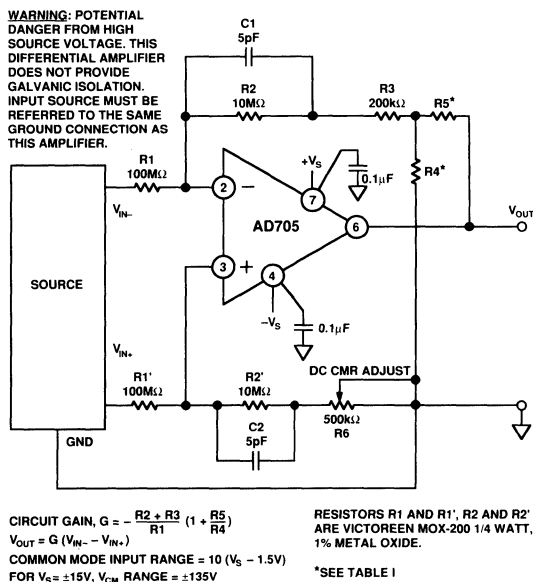 WARNING: POTENTIAL
DANGER FROM HIGH
SOURCE VOLTAGE. THIS
DIFFERENTIAL AMPLIFIER
DOES NOT PROVIDE
GALVANIC ISOLATION.
INPUT SOURCE MUST BE
REFERRED TO THE SAME
GROUND CONNECTION AS
THIS AMPLIFIER.
C1
5pF
R2
10MΩ
R3
200kΩ
R5*
R4*
R1
100MΩ
+VS
0.1µF
2
−
7
VIN−
AD705
6
VOUT
SOURCE
3
+
4
−VS
0.1µF
VIN+
DC CMR ADJUST
R1'
100MΩ
R2'
10MΩ
500kΩ
R6
C2
5pF
GND
CIRCUIT GAIN, G = − R2 + R3 / R1 (1 + R5 / R4)
VOUT = G (VIN− − VIN+)
COMMON MODE INPUT RANGE = 10 (VS − 1.5V)
FOR VS= ±15V, VCM RANGE = ±135V
RESISTORS R1 AND R1', R2 AND R2'
ARE VICTOREEN MOX-200 1/4 WATT,
1% METAL OXIDE.
*SEE TABLE I